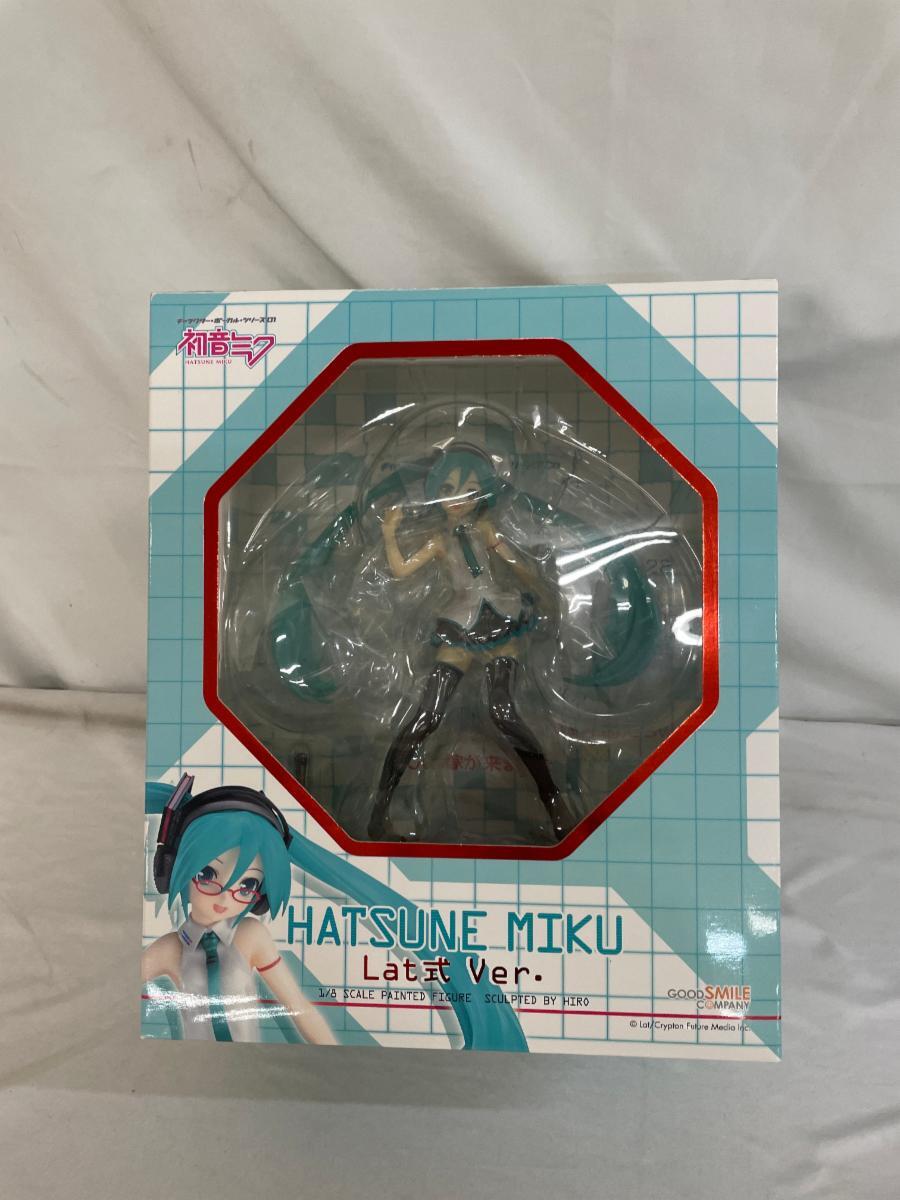 キャラクター・ボーカル・シリーズ01
初音ミク
HATSUNE MIKU
HATSUNE MIKU
Lat式 Ver.
1/8 SCALE PAINTED FIGURE SCULPTED BY HIRO
GOOD SMILE
COMPANY
© Lat/Crypton Future Media Inc.